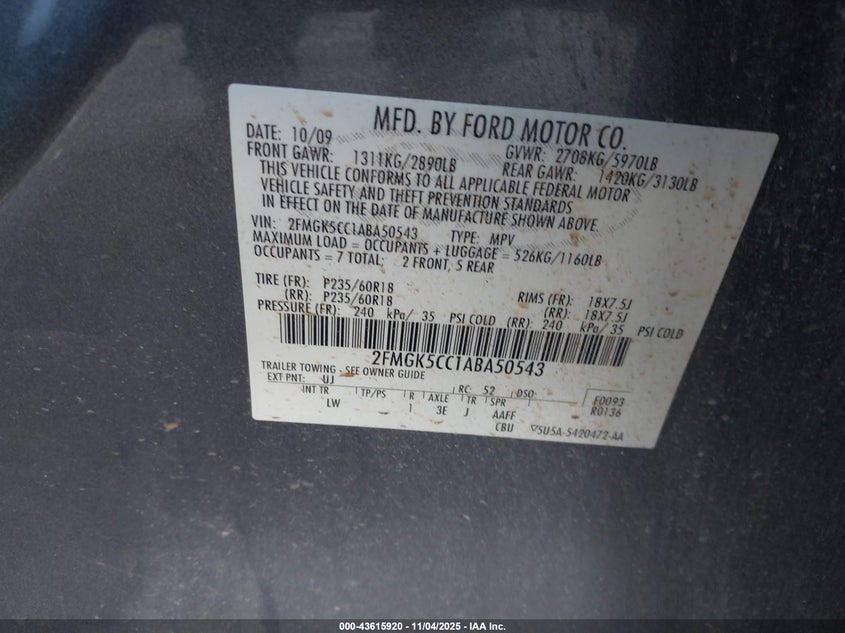 MFD. BY FORD MOTOR CO.
DATE: 10/09 GVWR: 2708KG/5970LB
FRONT GAWR: 1311KG/2890LB REAR GAWR: 1420KG/3130LB
THIS VEHICLE CONFORMS TO ALL APPLICABLE FEDERAL MOTOR
VEHICLE SAFETY AND THEFT PREVENTION STANDARDS
IN EFFECT ON THE DATE OF MANUFACTURE SHOWN ABOVE.
VIN: 2FMGK5CC1ABA50543 TYPE: MPV
MAXIMUM LOAD = OCCUPANTS + LUGGAGE = 526KG/1160LB
OCCUPANTS = 7 TOTAL: 2 FRONT, 5 REAR
TIRE (FR): P235/60R18 RIMS (FR): 18X7.5J
(RR): P235/60R18 (RR): 18X7.5J
PRESSURE (FR): 240 kPa/ 35 PSI COLD (RR): 240 kPa/ 35 PSI COLD
2FMGK5CC1ABA50543
TRAILER TOWING - SEE OWNER GUIDE
EXT PNT: UJ RC: 52 DSO: F0093
INT TR TP/PS R AXLE TR SPR R0136
LW 1 3E J AAFF
CBU 5U5A-5420472-AA
000-43615920 - 11/04/2025 - IAA Inc.